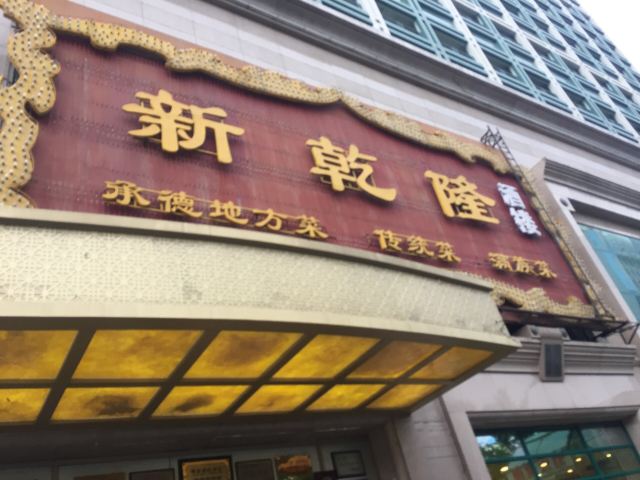 新乾隆酒楼
承德地方菜 传统菜 满族菜